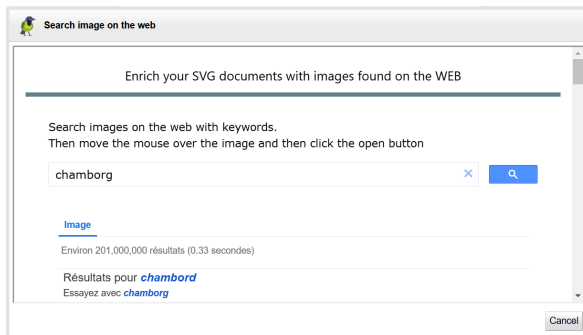 Search image on the web
Enrich your SVG documents with images found on the WEB
Search images on the web with keywords.
Then move the mouse over the image and then click the open button
chamborg
Image
Environ 201,000,000 résultats (0.33 secondes)
Résultats pour chambord
Essayez avec chamborg
Cancel